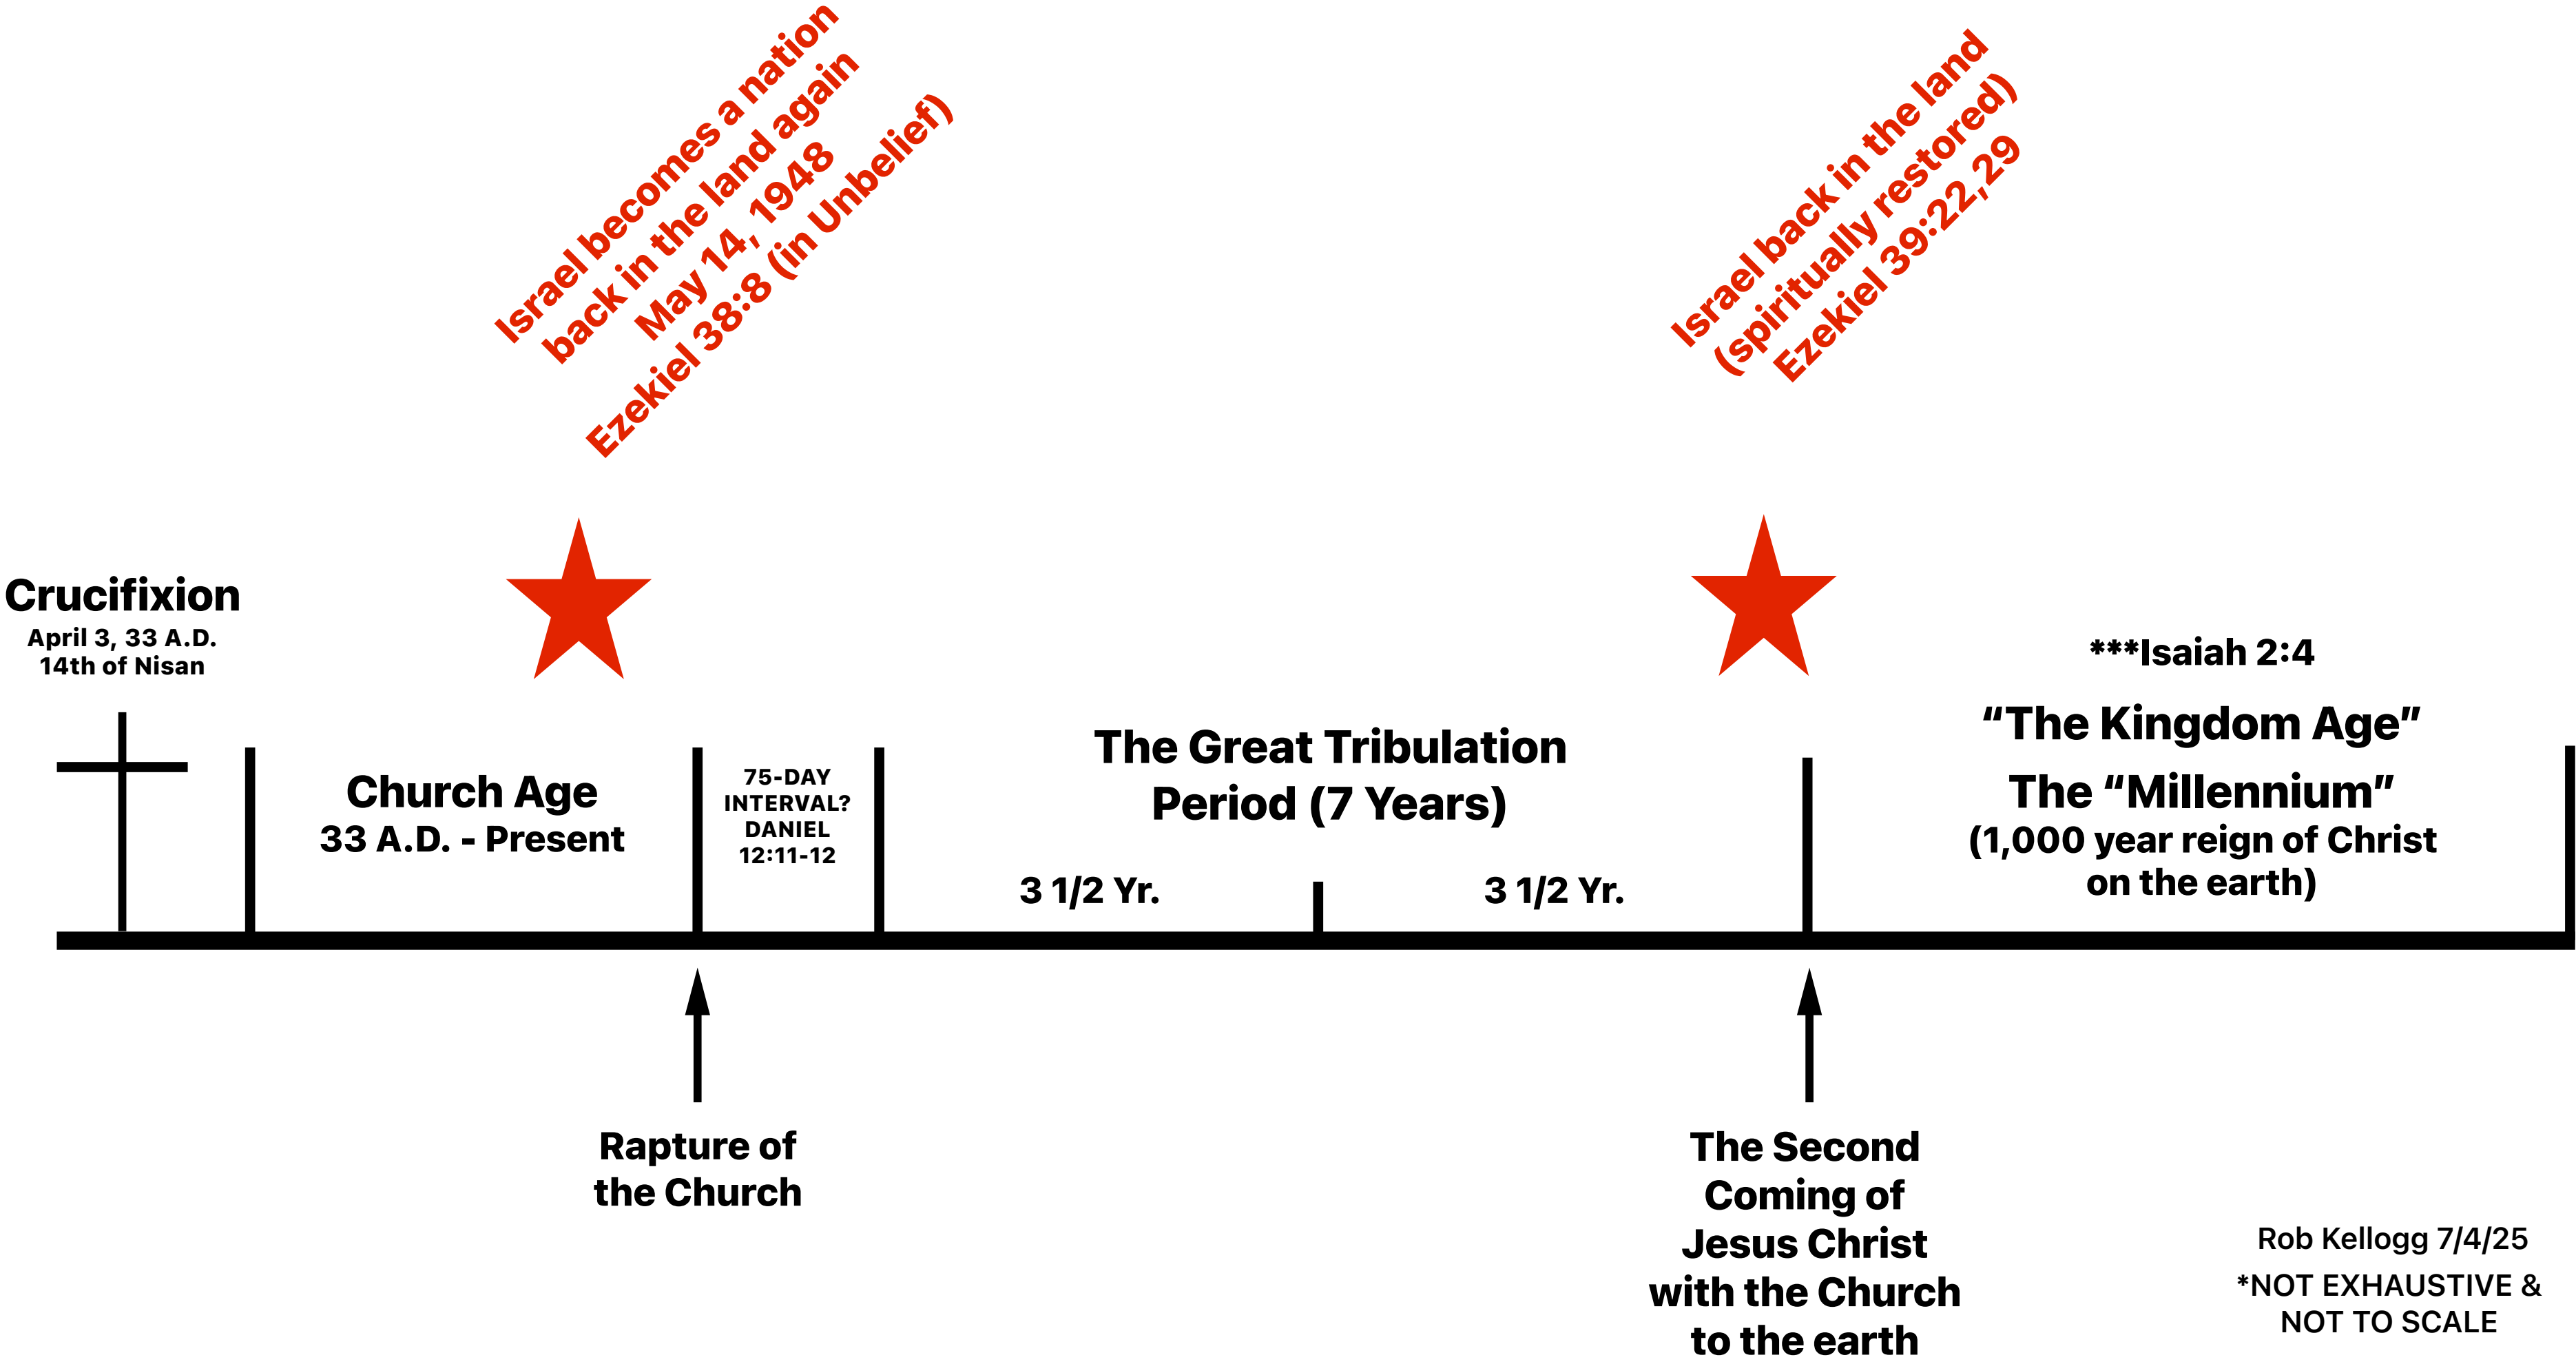 Israel becomes a nation
back in the land again
May 14, 1948
Ezekiel 38:8 (in Unbelief)
Israel back in the land
(spiritually restored)
Ezekiel 39:22,29
Crucifixion
April 3, 33 A.D.
14th of Nisan
Church Age
33 A.D. - Present
75-DAY
INTERVAL?
DANIEL
12:11-12
The Great Tribulation
Period (7 Years)
3 1/2 Yr.
3 1/2 Yr.
***Isaiah 2:4
“The Kingdom Age”
The “Millennium”
(1,000 year reign of Christ
on the earth)
Rapture of
the Church
The Second
Coming of
Jesus Christ
with the Church
to the earth
Rob Kellogg 7/4/25
*NOT EXHAUSTIVE &
NOT TO SCALE